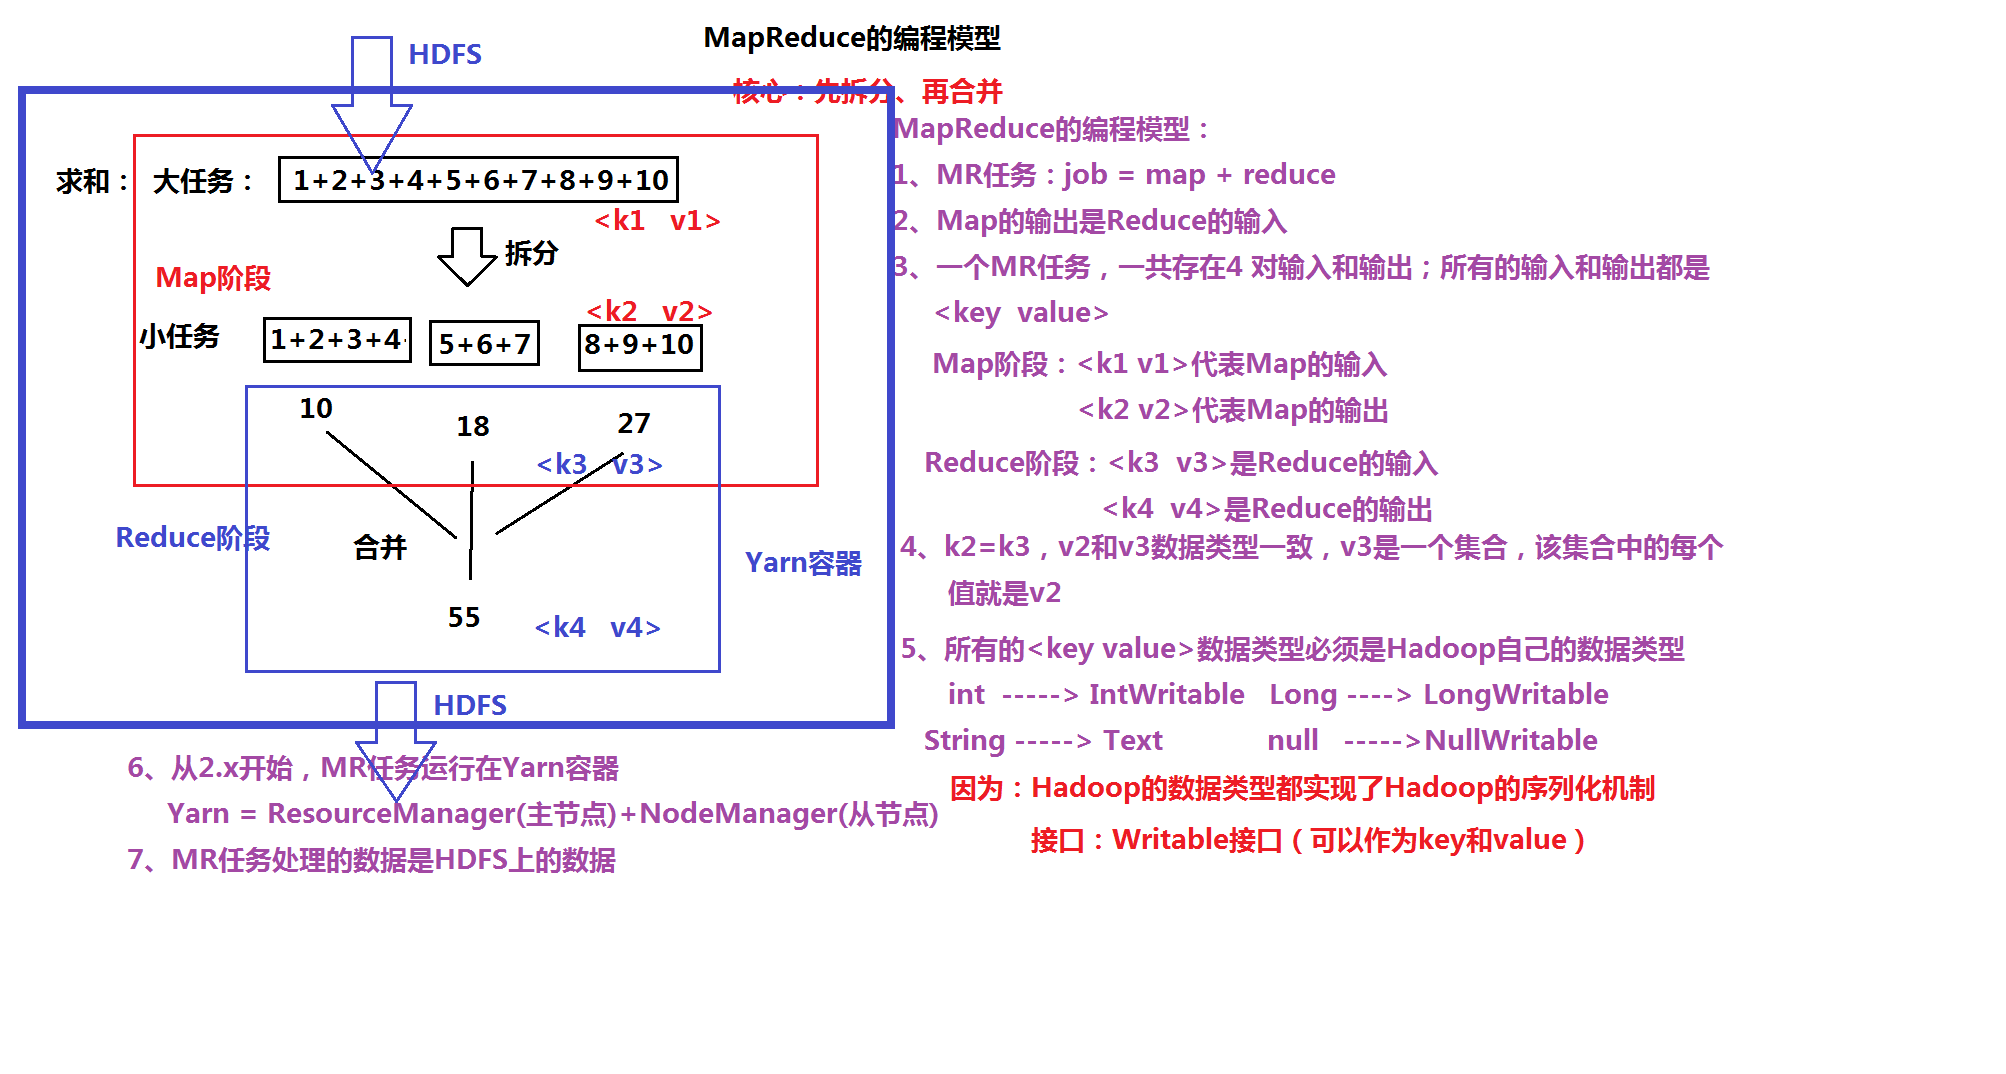 MapReduce的编程模型
核心：先拆分、再合并
HDFS
求和： 大任务： 1+2+3+4+5+6+7+8+9+10
<k1 v1>
拆分
Map阶段
<k2 v2>
小任务 1+2+3+4 5+6+7 8+9+10
10 18 27
<k3 v3>
Reduce阶段 合并 Yarn容器
55 <k4 v4>
HDFS
MapReduce的编程模型：
1、MR任务：job = map + reduce
2、Map的输出是Reduce的输入
3、一个MR任务，一共存在4 对输入和输出；所有的输入和输出都是
<key value>
Map阶段：<k1 v1>代表Map的输入
<k2 v2>代表Map的输出
Reduce阶段：<k3 v3>是Reduce的输入
<k4 v4>是Reduce的输出
4、k2=k3，v2和v3数据类型一致，v3是一个集合，该集合中的每个
值就是v2
5、所有的<key value>数据类型必须是Hadoop自己的数据类型
int -----> IntWritable Long ----> LongWritable
String -----> Text null ----->NullWritable
因为：Hadoop的数据类型都实现了Hadoop的序列化机制
接口：Writable接口（可以作为key和value）
6、从2.x开始，MR任务运行在Yarn容器
Yarn = ResourceManager(主节点)+NodeManager(从节点)
7、MR任务处理的数据是HDFS上的数据